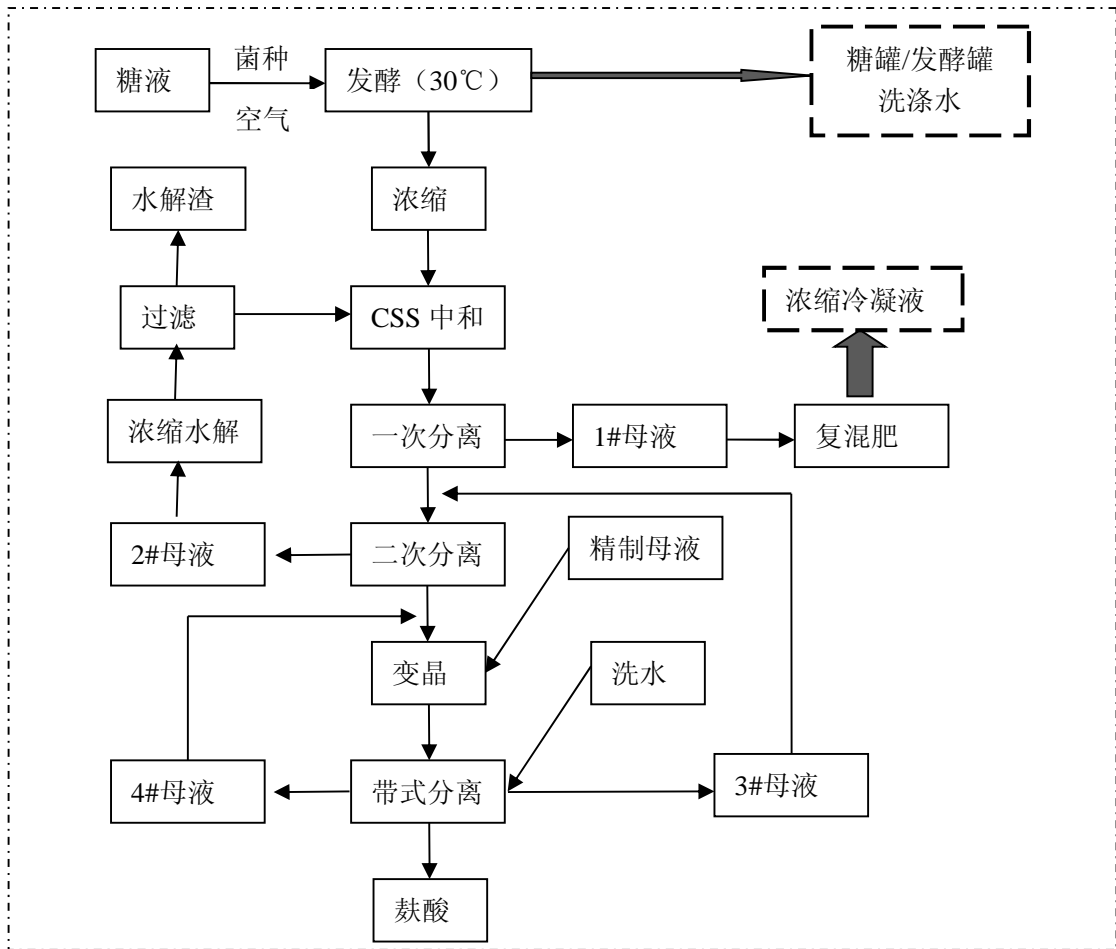 糖液
菌种
空气
发酵（30℃）
糖罐/发酵罐
洗涤水
水解渣
浓缩
过滤
CSS 中和
浓缩冷凝液
浓缩水解
一次分离
1#母液
复混肥
2#母液
二次分离
精制母液
变晶
洗水
4#母液
带式分离
3#母液
麸酸